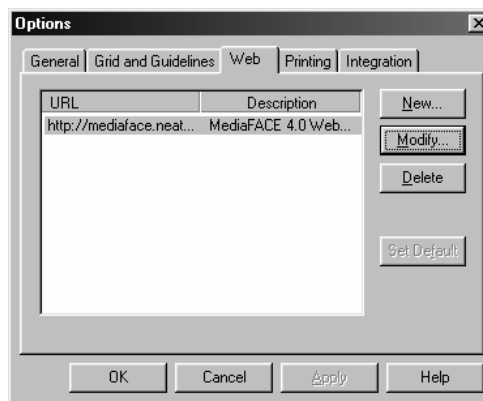 Options
General Grid and Guidelines Web Printing Integration
URL Description
http://mediaface.neat... MediaFACE 4.0 Web...
New...
Modify...
Delete
Set Default
OK Cancel Apply Help